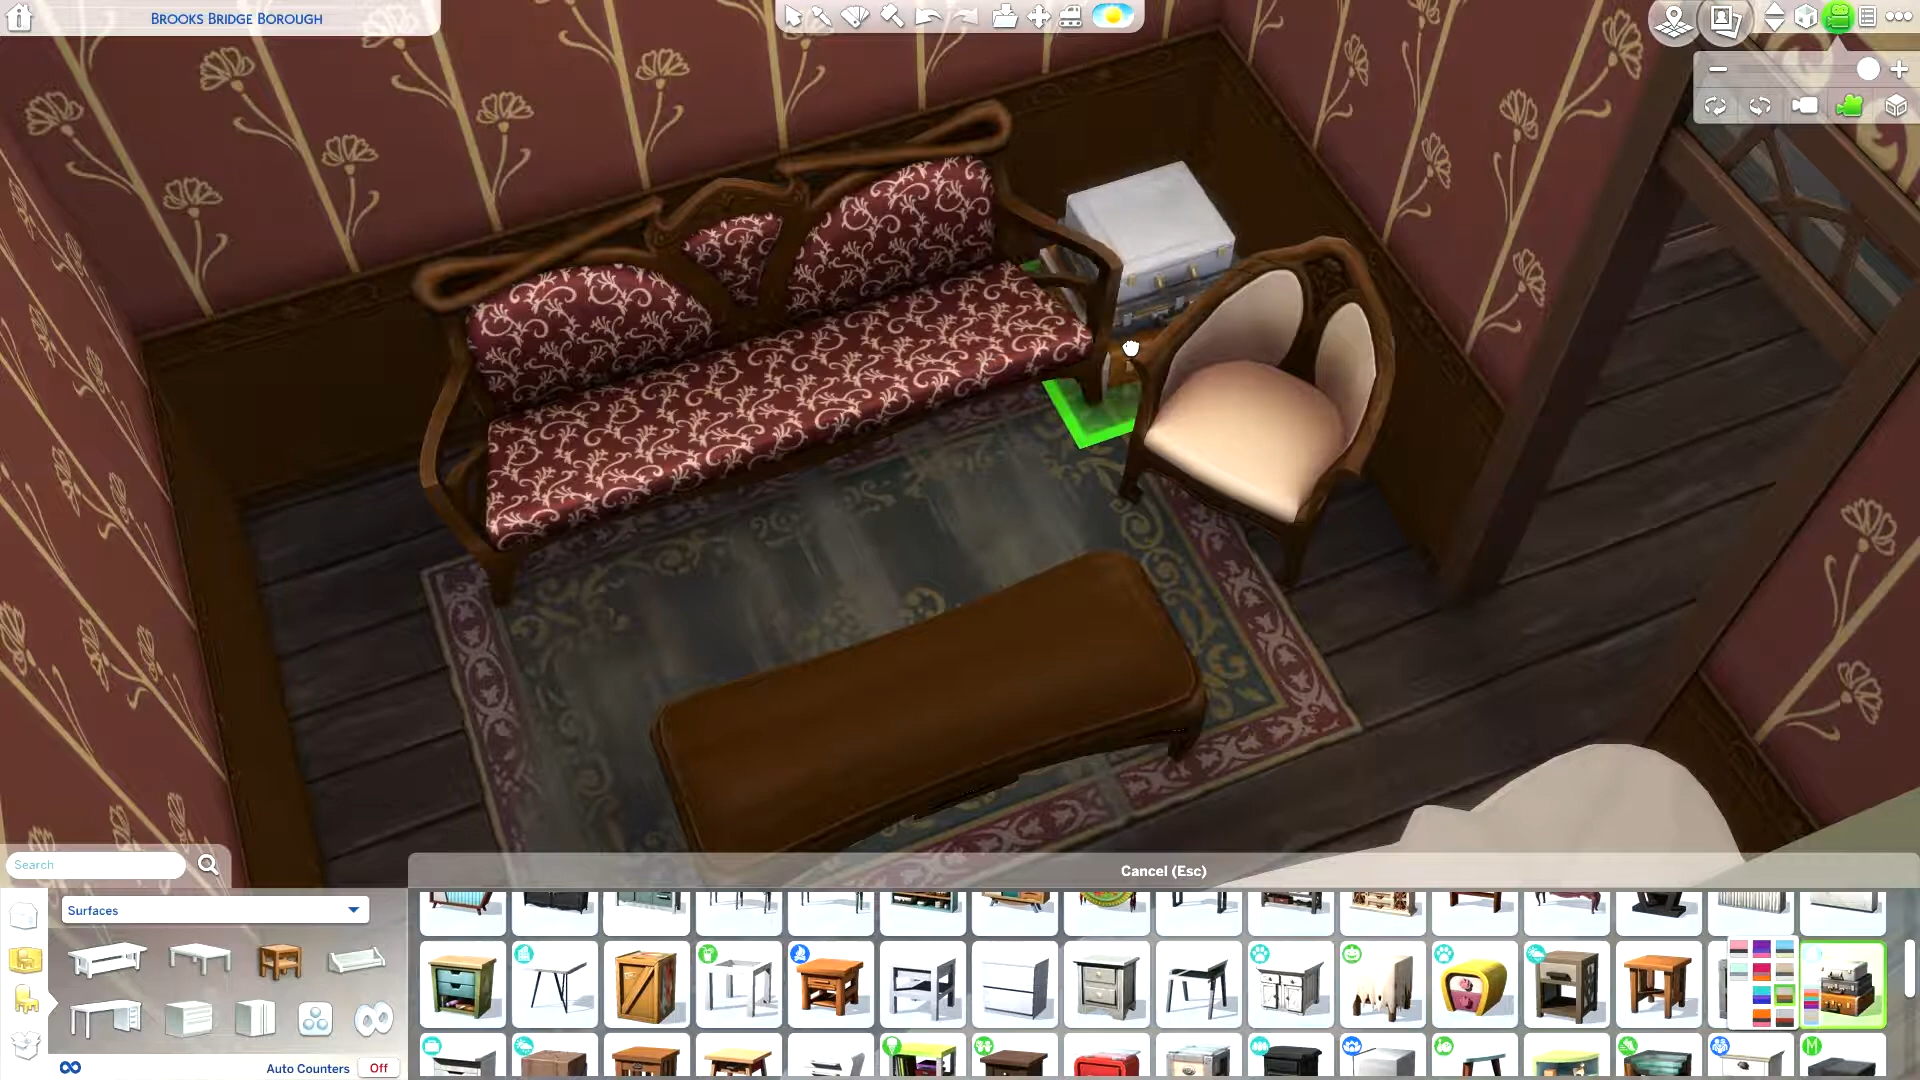 BROOKS BRIDGE BOROUGH
Search
Cancel (Esc)
Surfaces
Auto Counters
Off
M